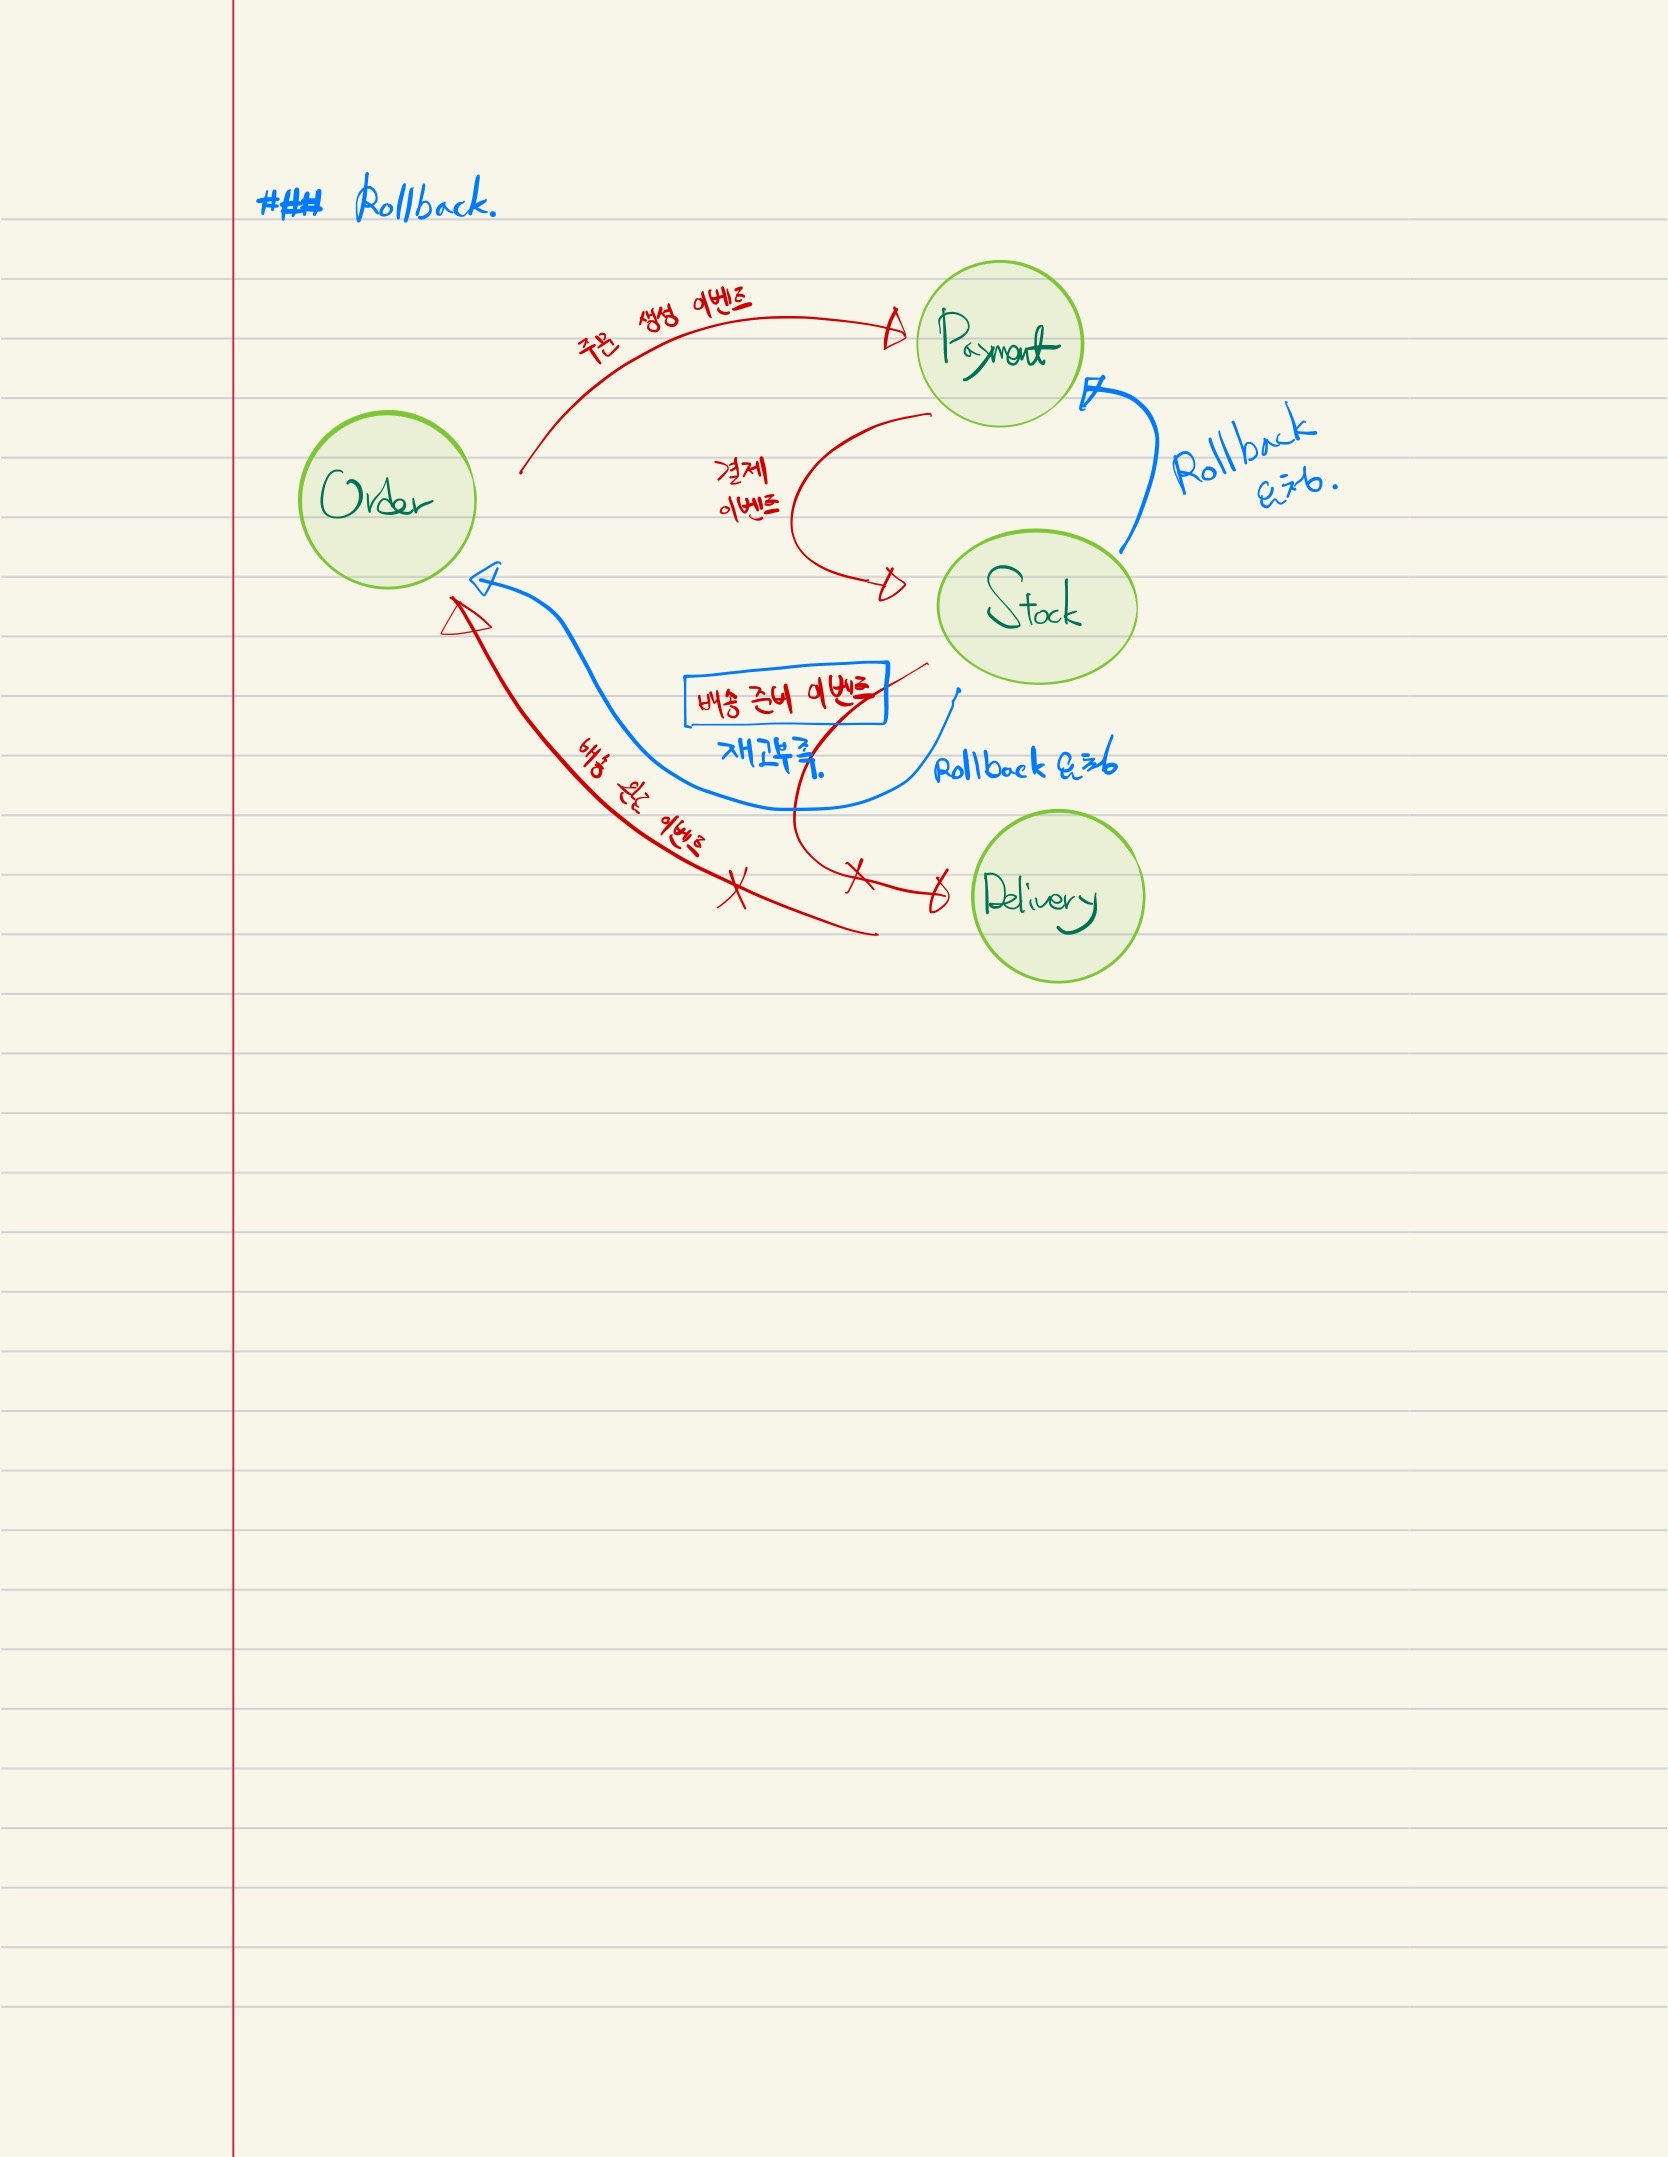 ### Rollback.
주문 생성 이벤트
Payment
결제
이벤트
Rollback
요청.
Order
Stock
배송 준비 이벤트
재고부족.
Rollback 요청
배송 완료 이벤트
Delivery